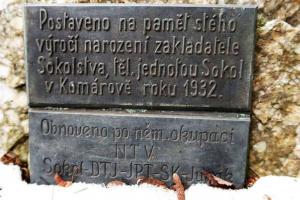 Postaveno na paměť stého
výročí narození zakladatele
Sokolstva, těl. jednotou Sokol
v Komárově roku 1932.
Obnoveno po něm. okupaci
N T V
Sokol-DTJ-JPT-SK-Junák